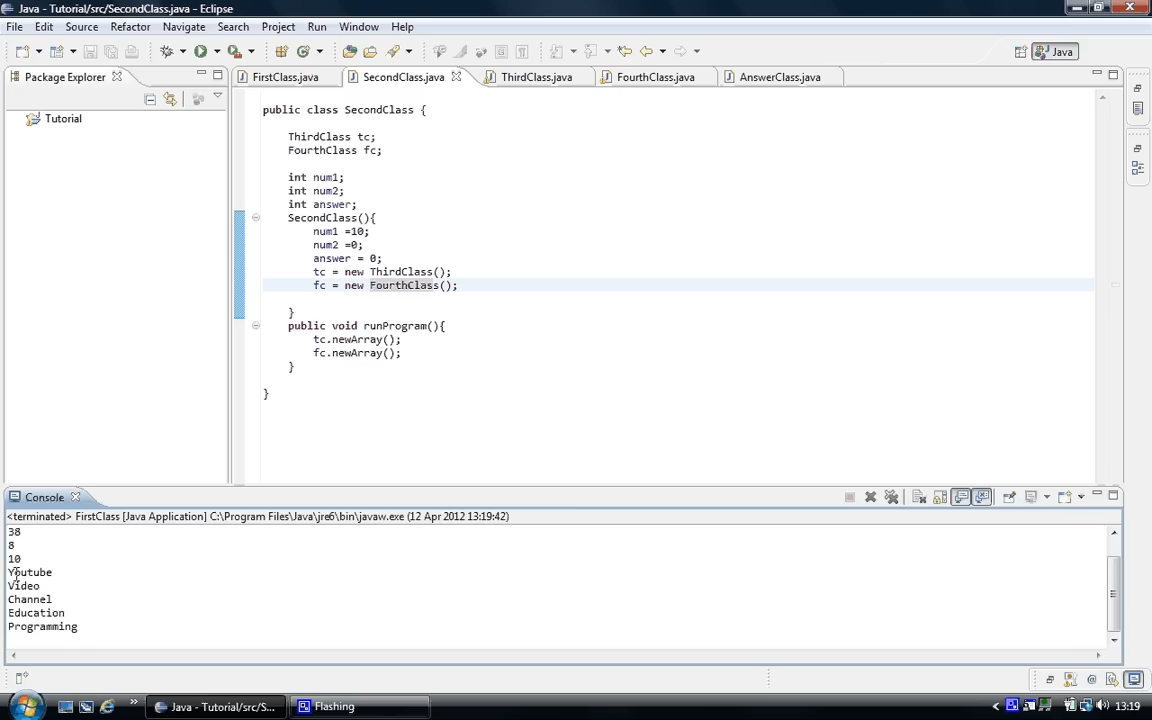 Java - Tutorial/src/SecondClass.java - Eclipse
File Edit Source Refactor Navigate Search Project Run Window Help
Java
Package Explorer
FirstClass.java SecondClass.java ThirdClass.java FourthClass.java AnswerClass.java
Tutorial
public class SecondClass {
ThirdClass tc;
FourthClass fc;
int num1;
int num2;
int answer;
SecondClass(){
num1 =10;
num2 =0;
answer = 0;
tc = new ThirdClass();
fc = new FourthClass();
}
public void runProgram(){
tc.newArray();
fc.newArray();
}
}
Console
<terminated> FirstClass [Java Application] C:\Program Files\Java\jre6\bin\javaw.exe (12 Apr 2012 13:19:42)
38
8
10
Youtube
Video
Channel
Education
Programming
Java - Tutorial/src/S...
Flashing
13:19